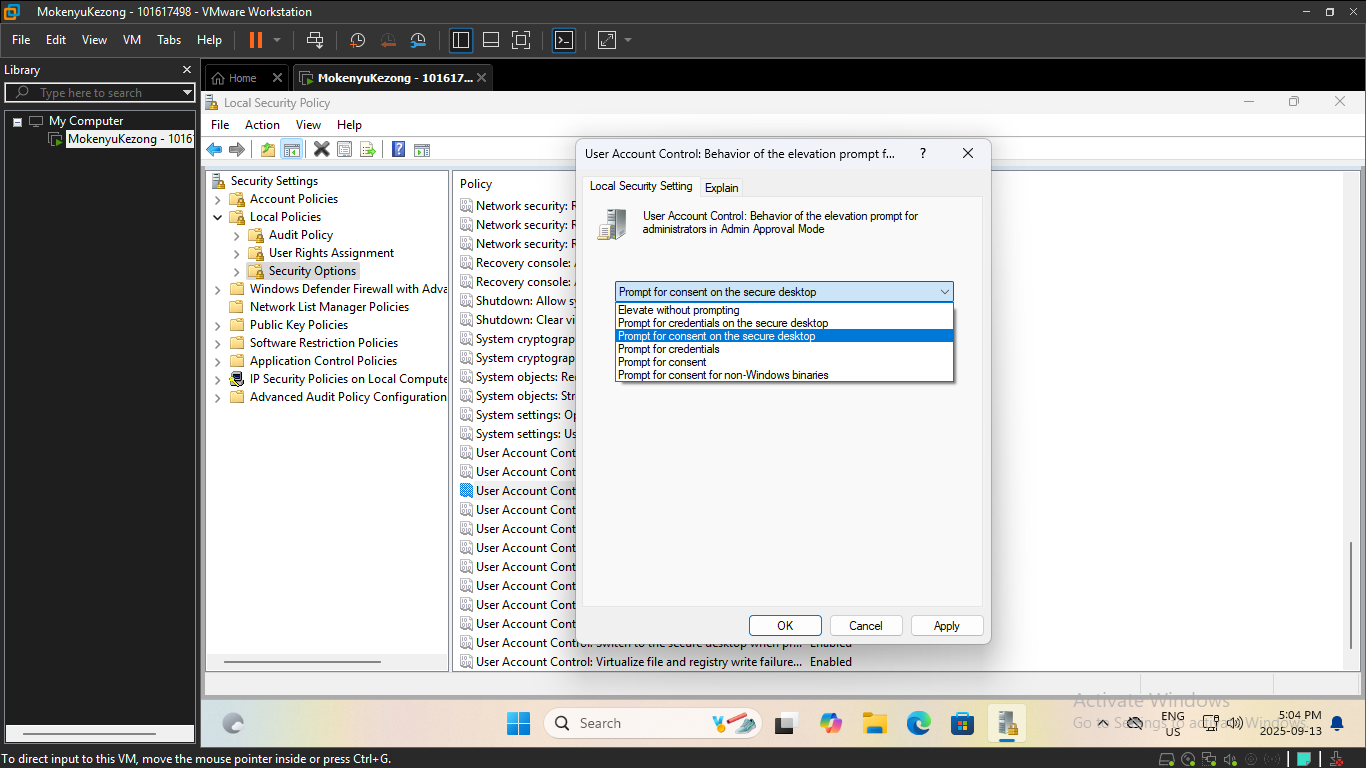 MokenyuKezong - 101617498 - VMware Workstation
File Edit View VM Tabs Help
Library
Type here to search
My Computer
MokenyuKezong - 1016
Home
MokenyuKezong - 101617...
Local Security Policy
File Action View Help
Security Settings
Account Policies
Local Policies
Audit Policy
User Rights Assignment
Security Options
Windows Defender Firewall with Adva
Network List Manager Policies
Public Key Policies
Software Restriction Policies
Application Control Policies
IP Security Policies on Local Compute
Advanced Audit Policy Configuration
Policy
Network security: R
Network security: R
Network security: R
Recovery console: A
Recovery console: A
Shutdown: Allow sy
Shutdown: Clear vi
System cryptograp
System cryptograp
System objects: Re
System objects: Str
System settings: Op
System settings: Us
User Account Cont
User Account Cont
User Account Cont
User Account Cont
User Account Cont
User Account Cont
User Account Cont
User Account Cont
User Account Cont
User Account Cont
User Account Control: Switch to the secure desktop when pr... Enabled
User Account Control: Virtualize file and registry write failure... Enabled
User Account Control: Behavior of the elevation prompt f... ?
Local Security Setting Explain
User Account Control: Behavior of the elevation prompt for
administrators in Admin Approval Mode
Prompt for consent on the secure desktop
Elevate without prompting
Prompt for credentials on the secure desktop
Prompt for consent on the secure desktop
Prompt for credentials
Prompt for consent
Prompt for consent for non-Windows binaries
OK Cancel Apply
Activate Windows
Go to Settings to activate Windows.
Search
ENG
US
5:04 PM
2025-09-13
To direct input to this VM, move the mouse pointer inside or press Ctrl+G.